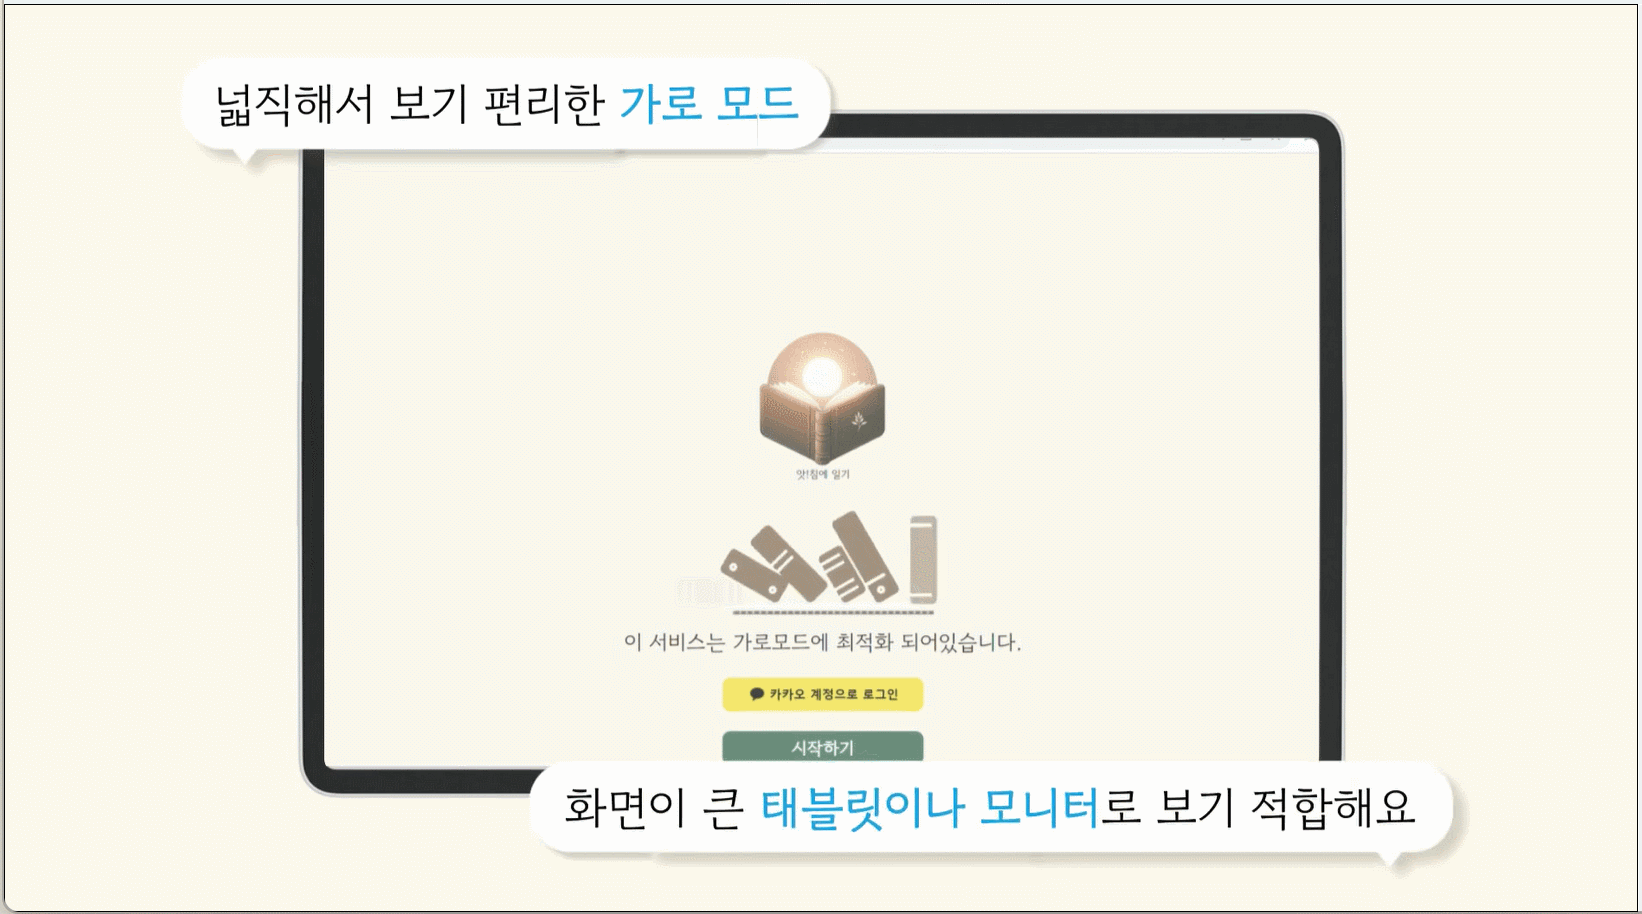 넓직해서 보기 편리한 가로 모드
앗!침에 일기
이 서비스는 가로모드에 최적화 되어있습니다.
카카오 계정으로 로그인
시작하기
화면이 큰 태블릿이나 모니터로 보기 적합해요